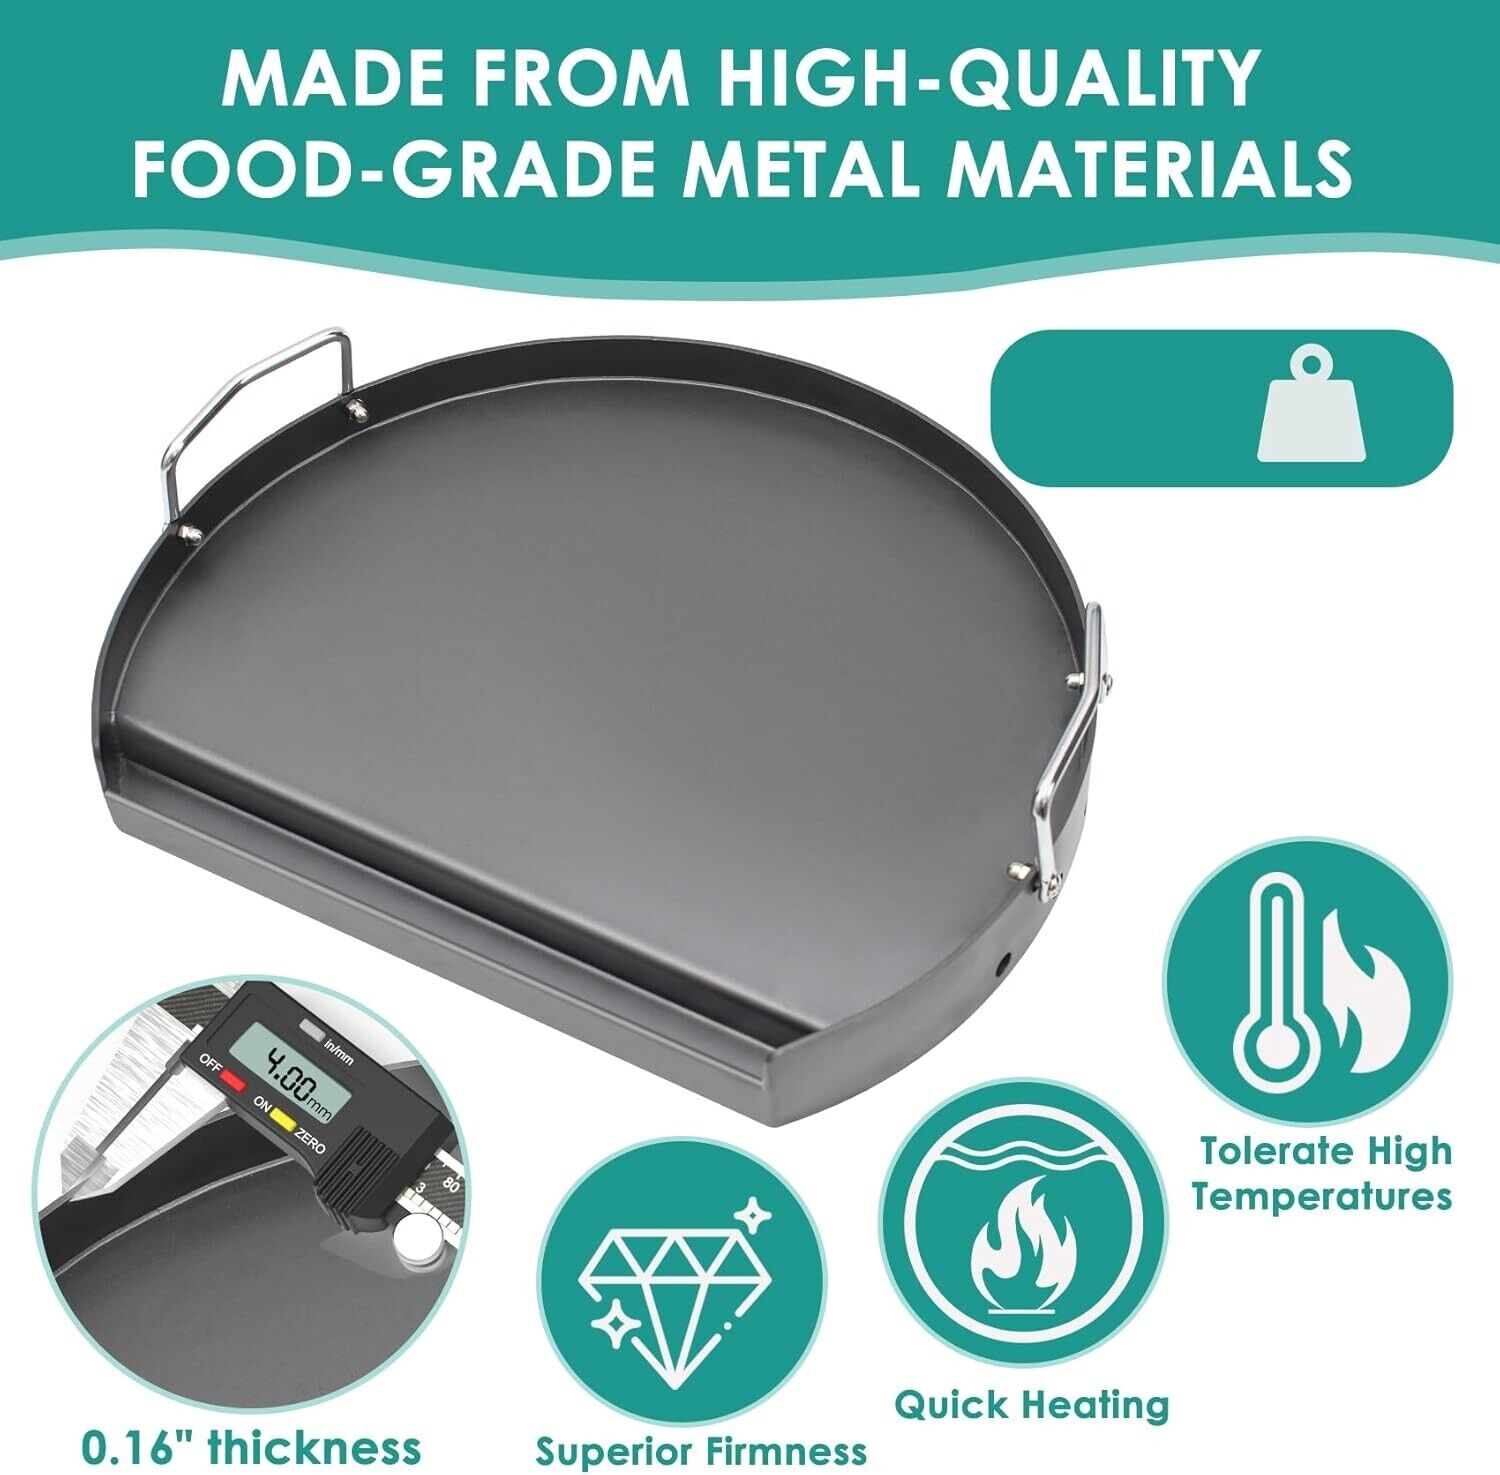 MADE FROM HIGH-QUALITY
FOOD-GRADE METAL MATERIALS
in/mm
OFF
4.00mm
ON
ZERO
3
80
Tolerate High
Temperatures
Quick Heating
0.16" thickness
Superior Firmness